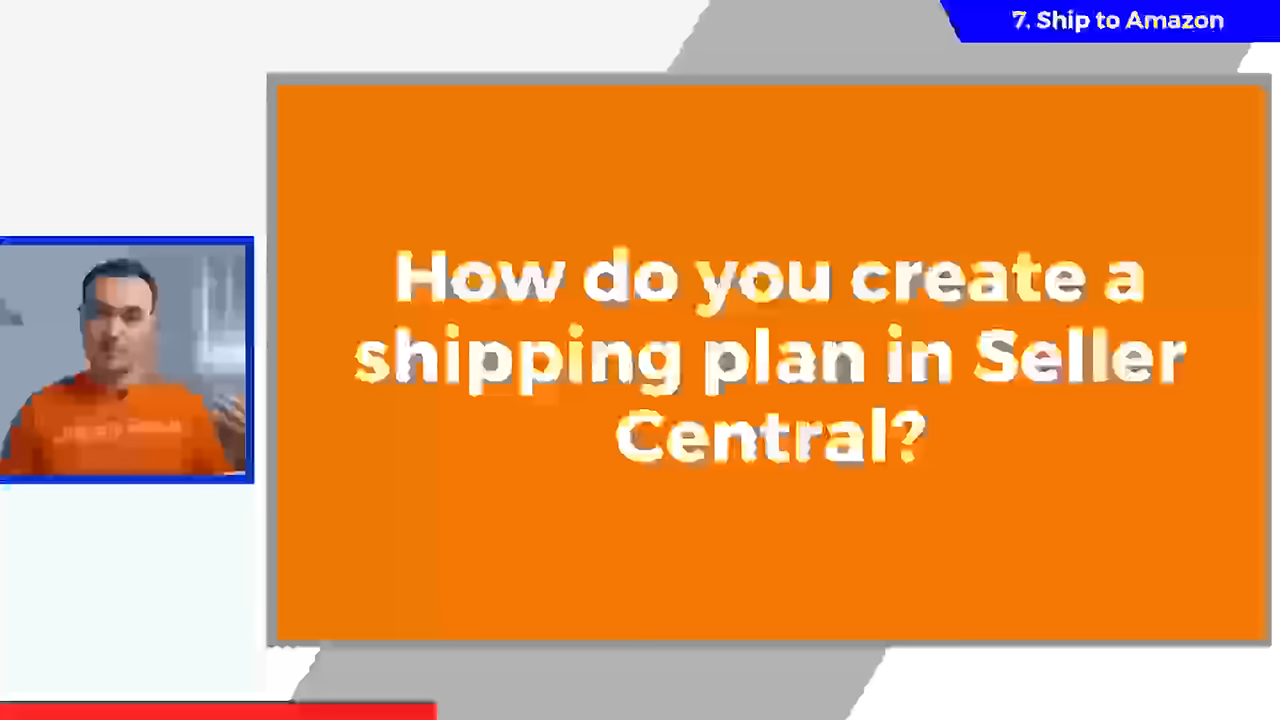 7. Ship to Amazon
How do you create a
shipping plan in Seller
Central?